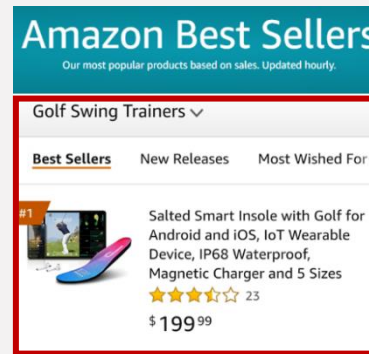 Amazon Best Sellers
Our most popular products based on sales. Updated hourly.
Golf Swing Trainers
Best Sellers New Releases Most Wished For
#1
Salted Smart Insole with Golf for
Android and iOS, IoT Wearable
Device, IP68 Waterproof,
Magnetic Charger and 5 Sizes
23
$199⁹⁹